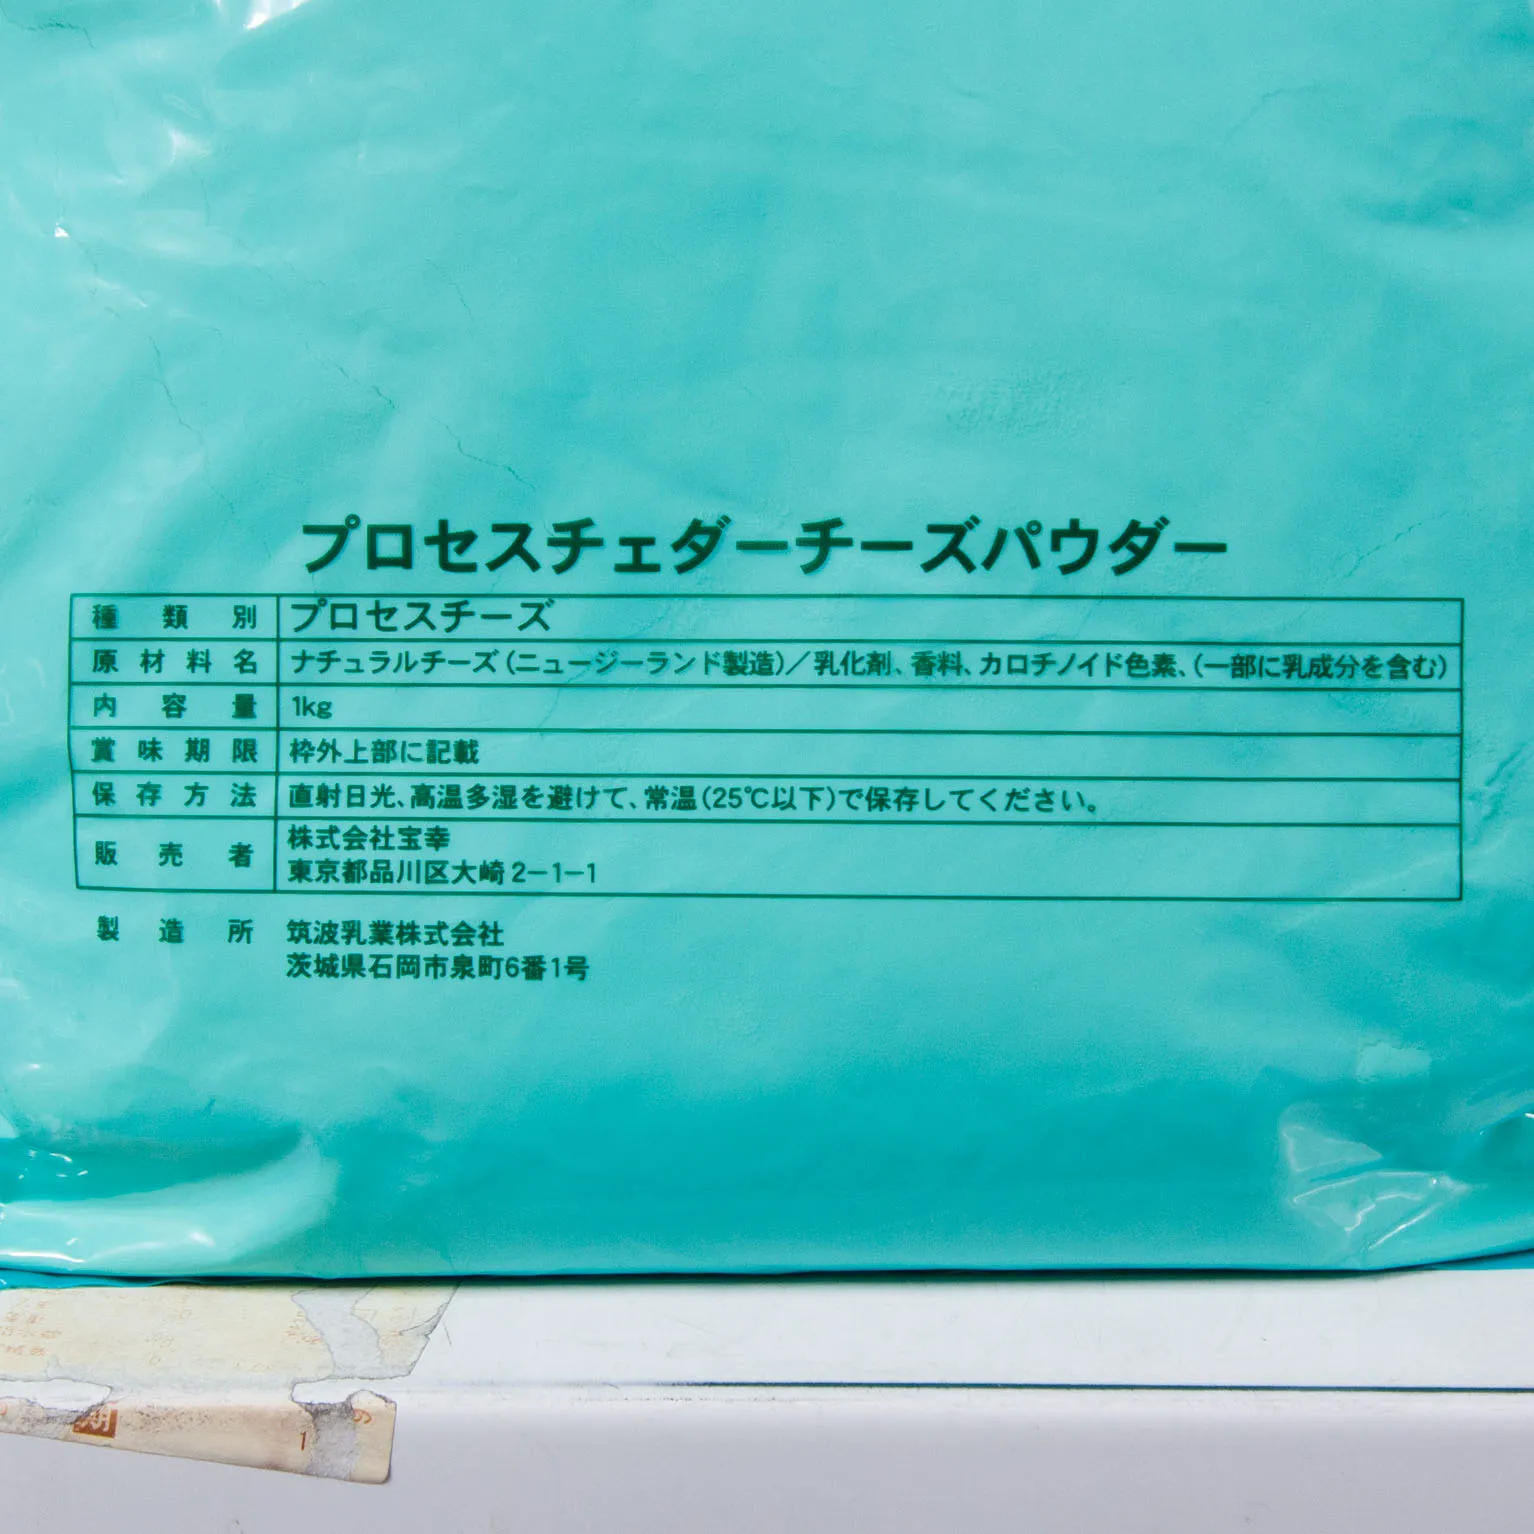 プロセスチェダーチーズパウダー
種類別 プロセスチーズ
原材料名 ナチュラルチーズ(ニュージーランド製造)/乳化剤、香料、カロチノイド色素、(一部に乳成分を含む)
内容量 1kg
賞味期限 枠外上部に記載
保存方法 直射日光、高温多湿を避けて、常温(25℃以下)で保存してください。
販売者 株式会社宝幸
東京都品川区大崎2-1-1
製造所 筑波乳業株式会社
茨城県石岡市泉町6番1号
期
1
の